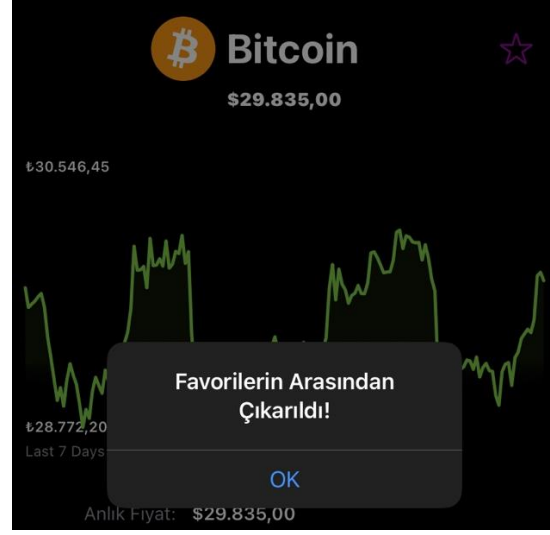 Bitcoin
$29.835,00
₺30.546,45
Favorilerin Arasından
Çıkarıldı!
₺28.772,20
Last 7 Days
OK
Anlık Fiyat: $29.835,00